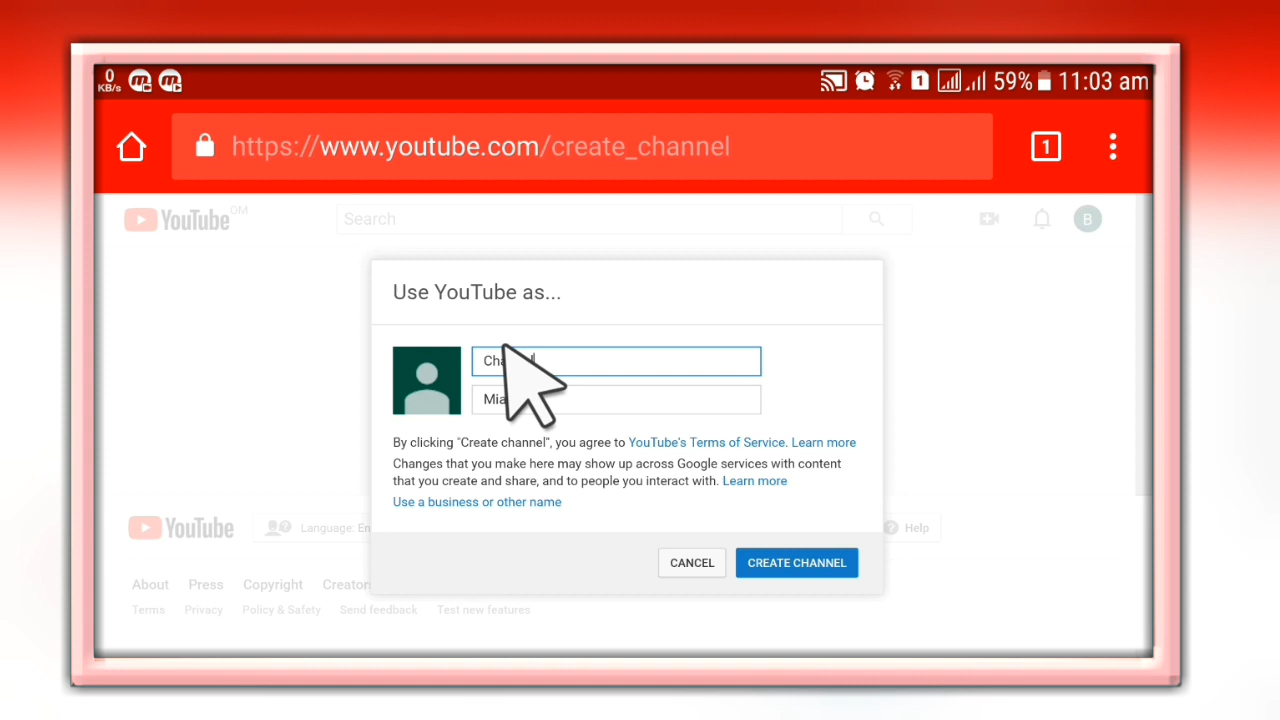 0
KB/s
1
59%
11:03 am
https://www.youtube.com/create_channel
1
YouTube OM
Search
B
Use YouTube as...
By clicking "Create channel", you agree to YouTube's Terms of Service. Learn more
Changes that you make here may show up across Google services with content
that you create and share, and to people you interact with. Learn more
Use a business or other name
YouTube
Language:
Help
CANCEL
CREATE CHANNEL
About Press Copyright
Terms Privacy Policy & Safety Send feedback Test new features